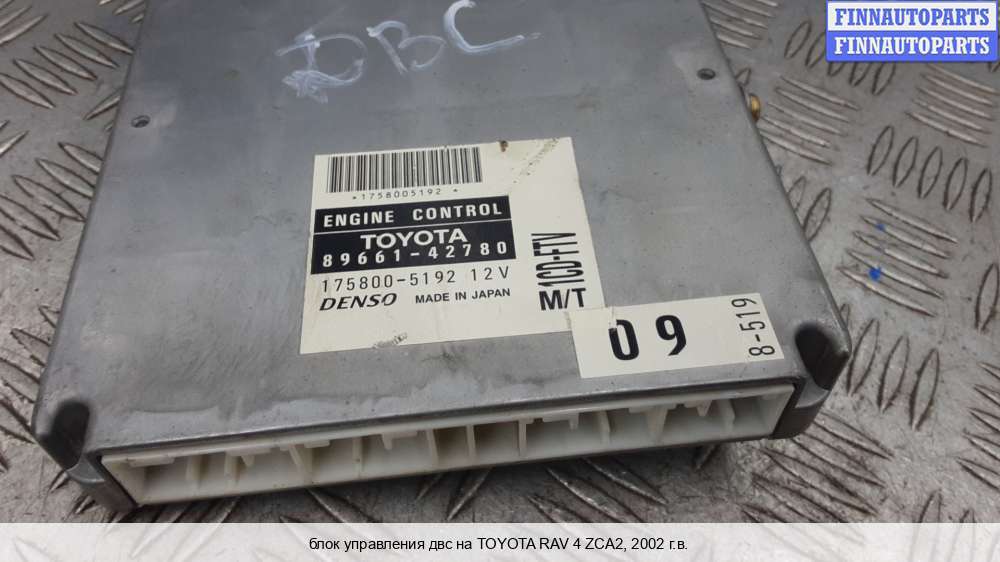 FINNAUTOPARTS
FINNAUTOPARTS
DBC
*1758005192*
ENGINE CONTROL
TOYOTA
89661-42780
175800-5192 12V
DENSO MADE IN JAPAN
1CD-FTV
M/T
09
8-519
блок управления двс на TOYOTA RAV 4 ZCA2, 2002 г.в.